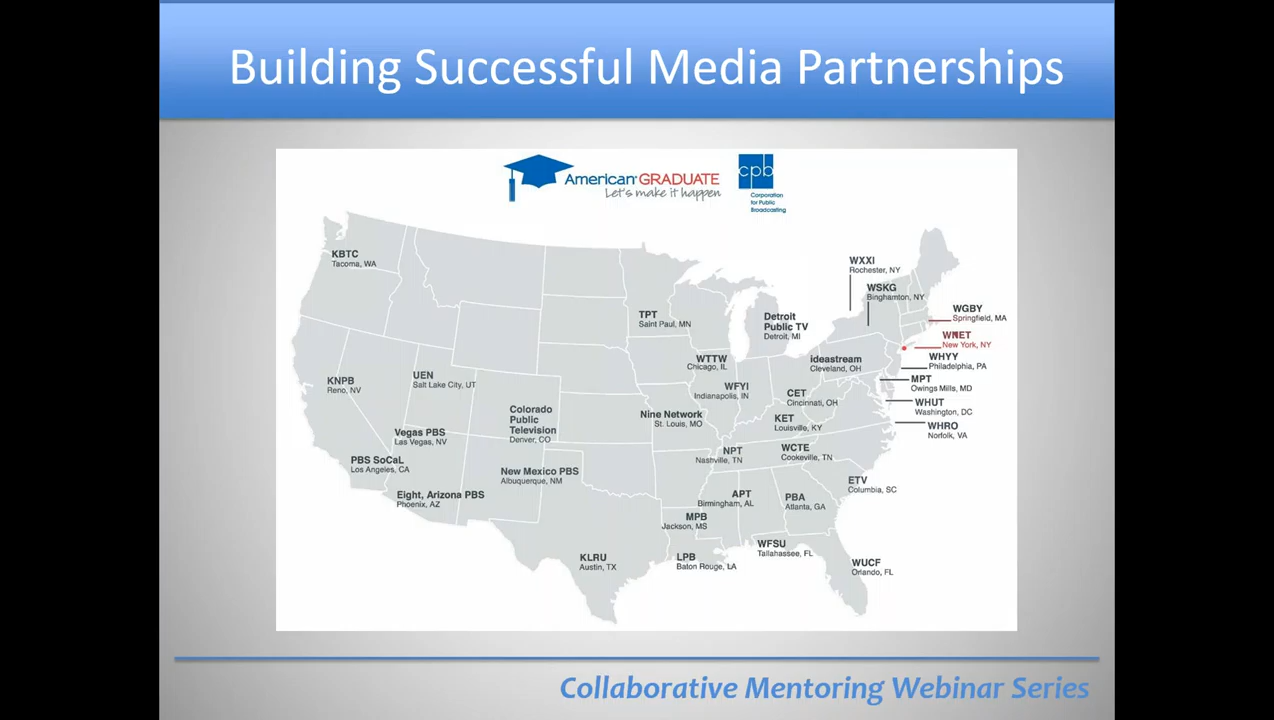 Building Successful Media Partnerships
American GRADUATE
Let's make it happen
cpb
Corporation
for Public
Broadcasting
KBTC
Tacoma, WA
WXXI
Rochester, NY
WSKG
Binghamton, NY
WGBY
Springfield, MA
TPT
Saint Paul, MN
Detroit
Public TV
Detroit, MI
WNET
New York, NY
WTTW
Chicago, IL
ideastream
Cleveland, OH
WHYY
Philadelphia, PA
KNPB
Reno, NV
UEN
Salt Lake City, UT
WFYI
Indianapolis, IN
CET
Cincinnati, OH
MPT
Owings Mills, MD
WHUT
Washington, DC
Colorado
Public
Television
Denver, CO
Nine Network
St. Louis, MO
KET
Louisville, KY
WHRO
Norfolk, VA
Vegas PBS
Las Vegas, NV
NPT
Nashville, TN
WCTE
Cookeville, TN
PBS SoCaL
Los Angeles, CA
New Mexico PBS
Albuquerque, NM
ETV
Columbia, SC
Eight, Arizona PBS
Phoenix, AZ
APT
Birmingham, AL
PBA
Atlanta, GA
MPB
Jackson, MS
KLRU
Austin, TX
LPB
Baton Rouge, LA
WFSU
Tallahassee, FL
WUCF
Orlando, FL
Collaborative Mentoring Webinar Series